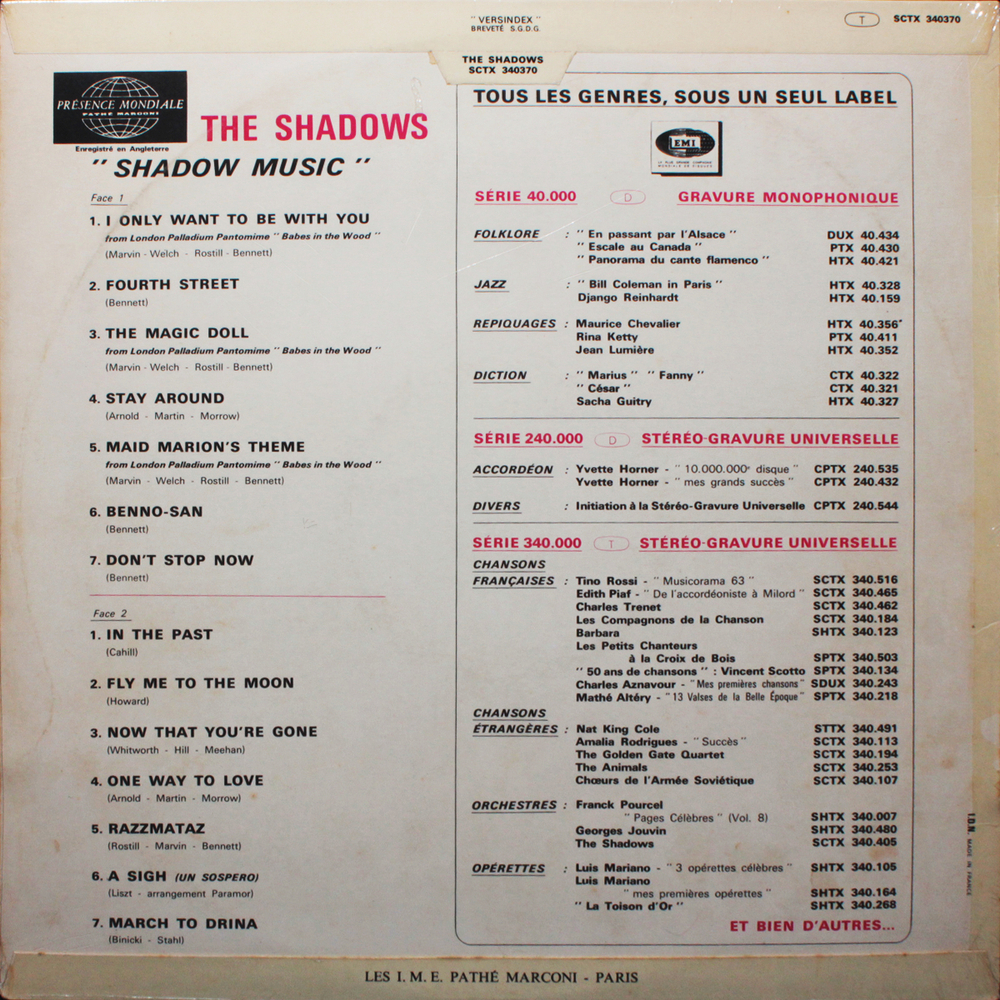 " VERSINDEX "
BREVETÉ S.G.D.G.
T SCTX 340370
THE SHADOWS
SCTX 340370
PRÉSENCE MONDIALE
PATHÉ MARCONI
Enregistré en Angleterre
THE SHADOWS
" SHADOW MUSIC "
Face 1
1. I ONLY WANT TO BE WITH YOU
from London Palladium Pantomime " Babes in the Wood "
(Marvin - Welch - Rostill - Bennett)
2. FOURTH STREET
(Bennett)
3. THE MAGIC DOLL
from London Palladium Pantomime " Babes in the Wood "
(Marvin - Welch - Rostill - Bennett)
4. STAY AROUND
(Arnold - Martin - Morrow)
5. MAID MARION'S THEME
from London Palladium Pantomime " Babes in the Wood "
(Marvin - Welch - Rostill - Bennett)
6. BENNO-SAN
(Bennett)
7. DON'T STOP NOW
(Bennett)
Face 2
1. IN THE PAST
(Cahill)
2. FLY ME TO THE MOON
(Howard)
3. NOW THAT YOU'RE GONE
(Whitworth - Hill - Meehan)
4. ONE WAY TO LOVE
(Arnold - Martin - Morrow)
5. RAZZMATAZ
(Rostill - Marvin - Bennett)
6. A SIGH (UN SOSPERO)
(Liszt - arrangement Paramor)
7. MARCH TO DRINA
(Binicki - Stahl)
TOUS LES GENRES, SOUS UN SEUL LABEL
EMI
LA PLUS GRANDE COMPAGNIE
MONDIALE DE DISQUES
SÉRIE 40.000 D GRAVURE MONOPHONIQUE
FOLKLORE : " En passant par l'Alsace " DUX 40.434
" Escale au Canada " PTX 40.430
" Panorama du cante flamenco " HTX 40.421
JAZZ : " Bill Coleman in Paris " HTX 40.328
Django Reinhardt HTX 40.159
REPIQUAGES : Maurice Chevalier HTX 40.356
Rina Ketty PTX 40.411
Jean Lumière HTX 40.352
DICTION : " Marius " " Fanny " CTX 40.322
" César " CTX 40.321
Sacha Guitry HTX 40.327
SÉRIE 240.000 D STÉRÉO-GRAVURE UNIVERSELLE
ACCORDÉON : Yvette Horner - " 10.000.000e disque " CPTX 240.535
Yvette Horner - " mes grands succès " CPTX 240.432
DIVERS : Initiation à la Stéréo-Gravure Universelle CPTX 240.544
SÉRIE 340.000 T STÉRÉO-GRAVURE UNIVERSELLE
CHANSONS
FRANÇAISES : Tino Rossi - " Musicorama 63 " SCTX 340.516
Edith Piaf - " De l'accordéoniste à Milord " SCTX 340.465
Charles Trenet SCTX 340.462
Les Compagnons de la Chanson SCTX 340.184
Barbara SHTX 340.123
Les Petits Chanteurs
à la Croix de Bois SPTX 340.503
" 50 ans de chansons " : Vincent Scotto SPTX 340.134
Charles Aznavour - " Mes premières chansons " SDUX 340.243
Mathé Altéry - " 13 Valses de la Belle Époque " SPTX 340.218
CHANSONS
ÉTRANGÈRES : Nat King Cole STTX 340.491
Amalia Rodrigues - " Succès " SCTX 340.113
The Golden Gate Quartet SCTX 340.194
The Animals SCTX 340.253
Chœurs de l'Armée Soviétique SCTX 340.107
ORCHESTRES : Franck Pourcel
" Pages Célèbres " (Vol. 8) SHTX 340.007
Georges Jouvin SHTX 340.480
The Shadows SCTX 340.405
OPÉRETTES : Luis Mariano - " 3 opérettes célèbres " SHTX 340.105
Luis Mariano
" mes premières opérettes " SHTX 340.164
" La Toison d'Or " SHTX 340.268
ET BIEN D'AUTRES...
I.D.N. MADE IN FRANCE
LES I. M. E. PATHÉ MARCONI - PARIS